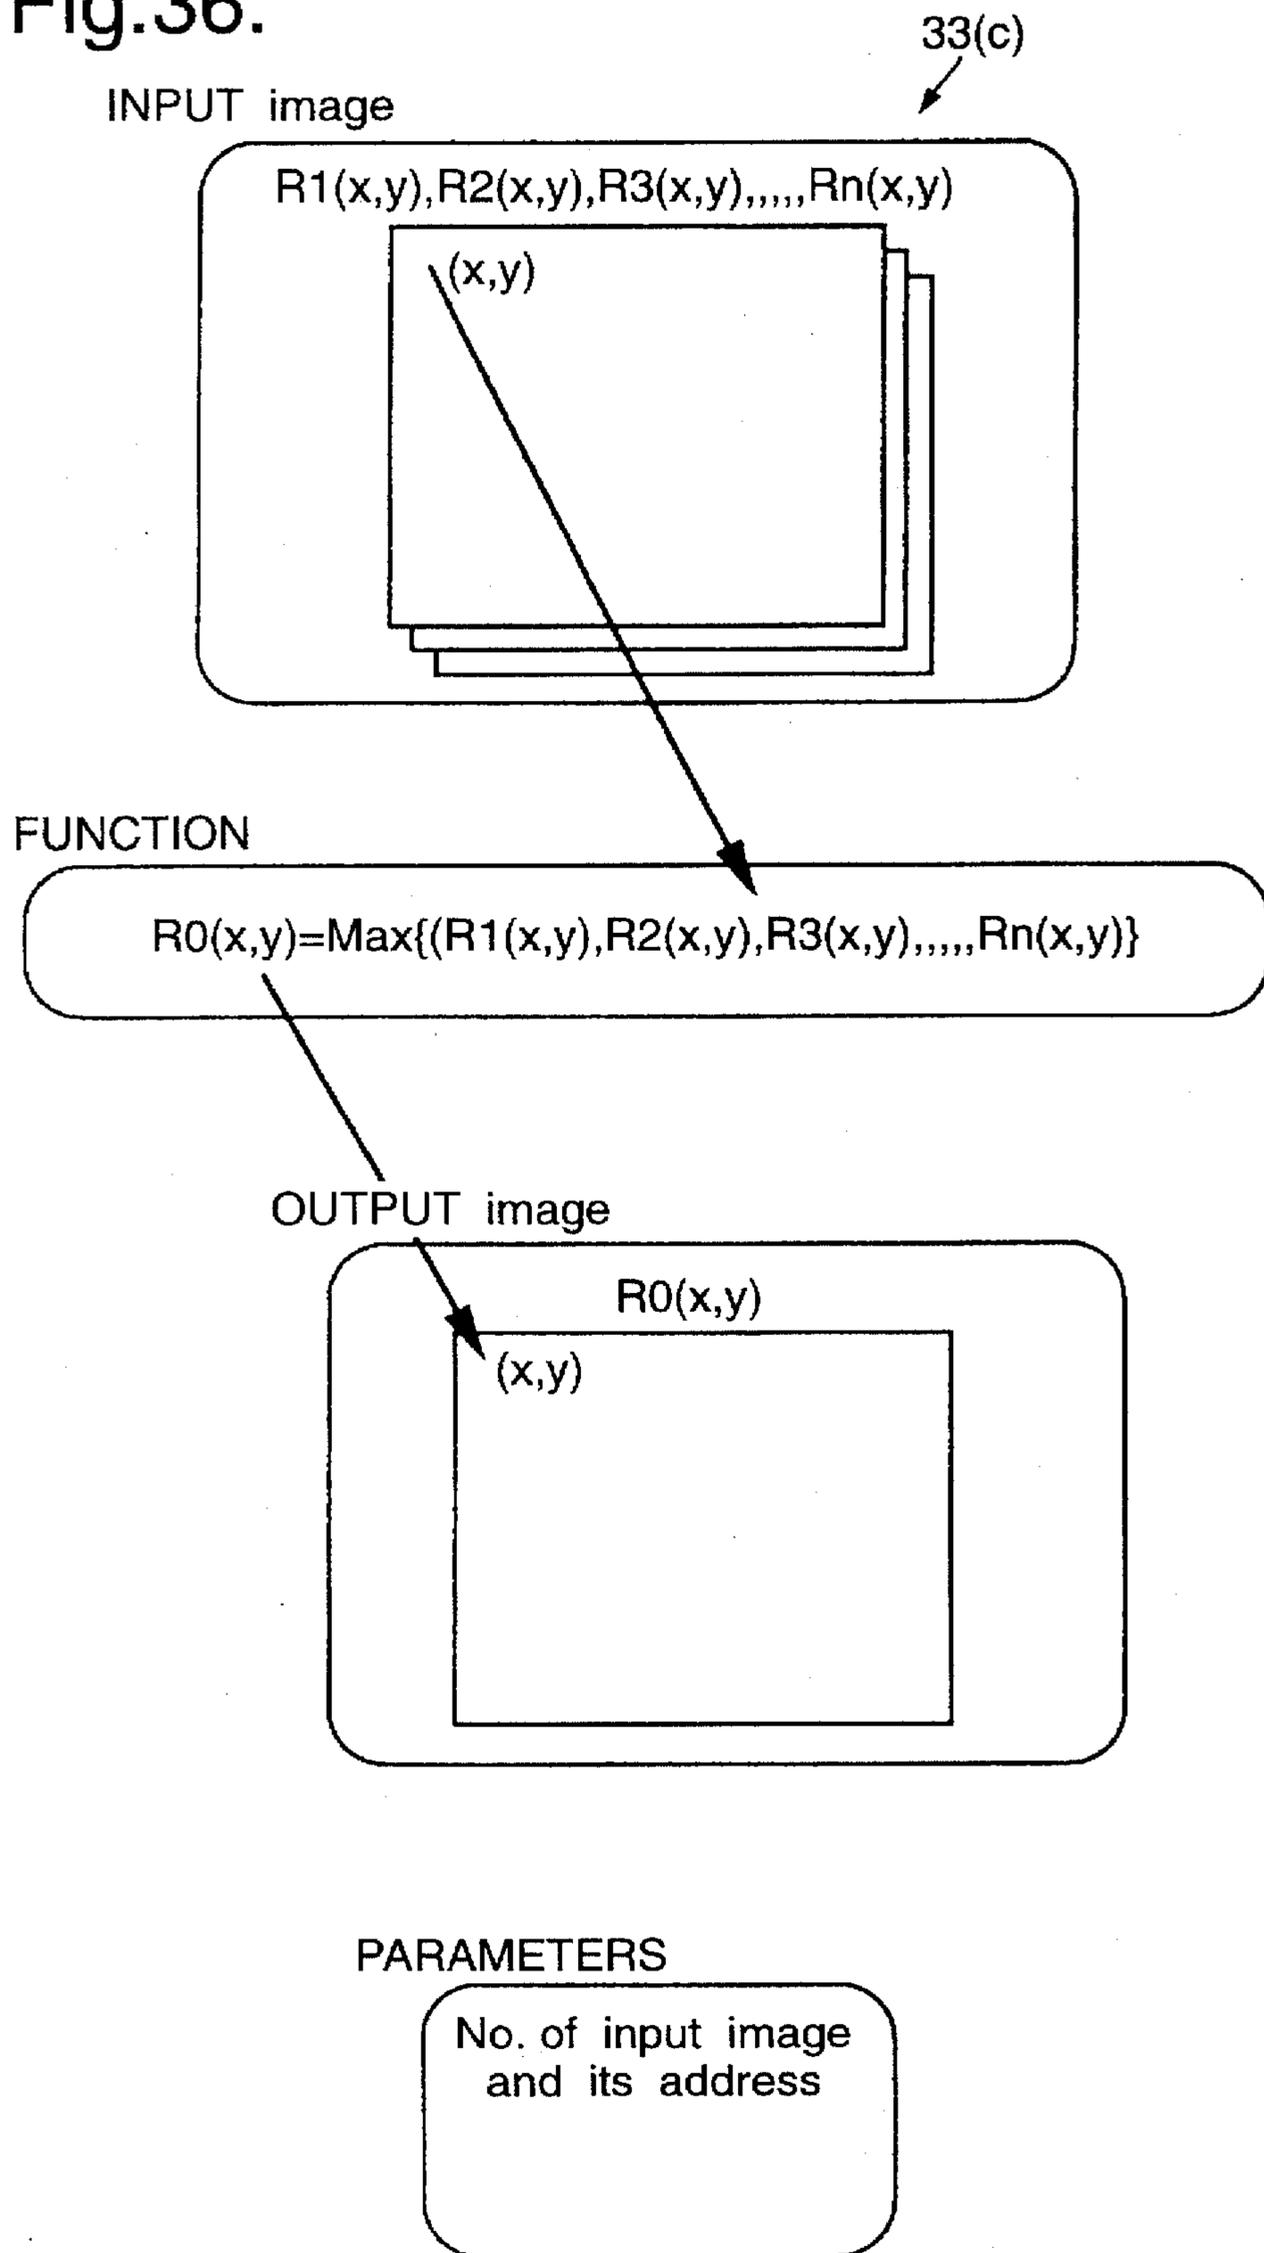 Fig.36.
33(c)
INPUT image
R1(x,y),R2(x,y),R3(x,y),,,,,Rn(x,y)
(x,y)
FUNCTION
R0(x,y)=Max{(R1(x,y),R2(x,y),R3(x,y),,,,,Rn(x,y)}
OUTPUT image
R0(x,y)
(x,y)
PARAMETERS
No. of input image
and its address